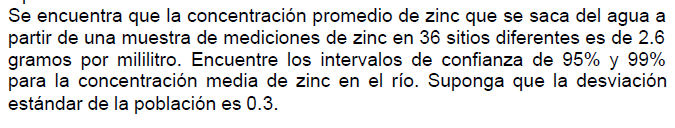 Se encuentra que la concentración promedio de zinc que se saca del agua a
partir de una muestra de mediciones de zinc en 36 sitios diferentes es de 2.6
gramos por mililitro. Encuentre los intervalos de confianza de 95% y 99%
para la concentración media de zinc en el río. Suponga que la desviación
estándar de la población es 0.3.